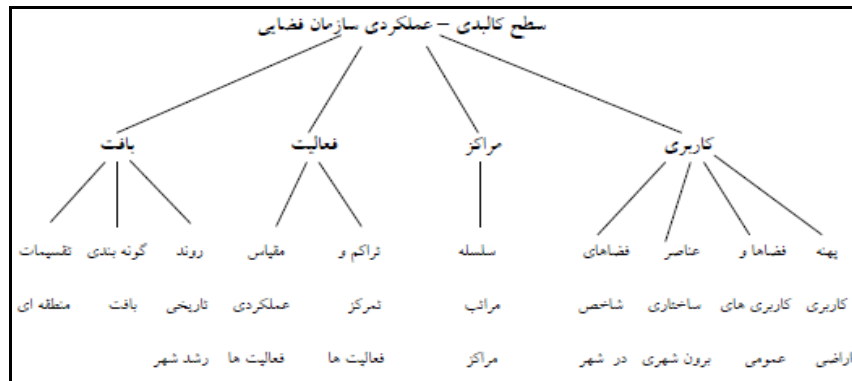 سطح کالبدی – عملکردی سازمان فضایی
کاربری مراکز فعالیت بافت
پهنه فضاها و عناصر فضاهای سلسله تراکم و مقیاس روند گونه بندی تقسیمات
کاربری کاربری های ساختاری شاخص مراتب تمرکز عملکردی تاریخی بافت منطقه ای
اراضی عمومی برون شهری در شهر مراکز فعالیت ها فعالیت ها رشد شهر